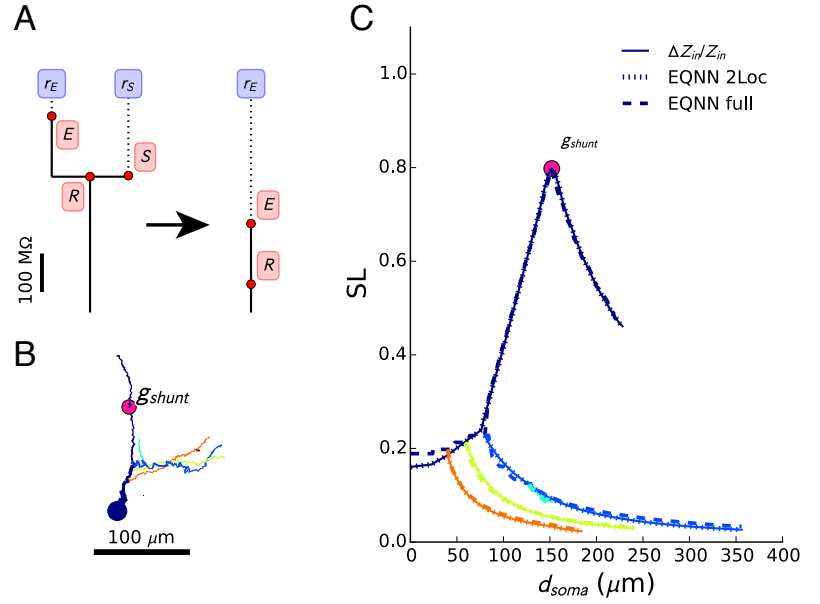 A
r_E
r_S
r_E
E
S
R
E
R
100 MΩ
B
g_shunt
100 μm
C
ΔZ_in/Z_in
EQNN 2Loc
EQNN full
g_shunt
SL
1.0
0.8
0.6
0.4
0.2
0.0
0 50 100 150 200 250 300 350 400
d_soma (μm)